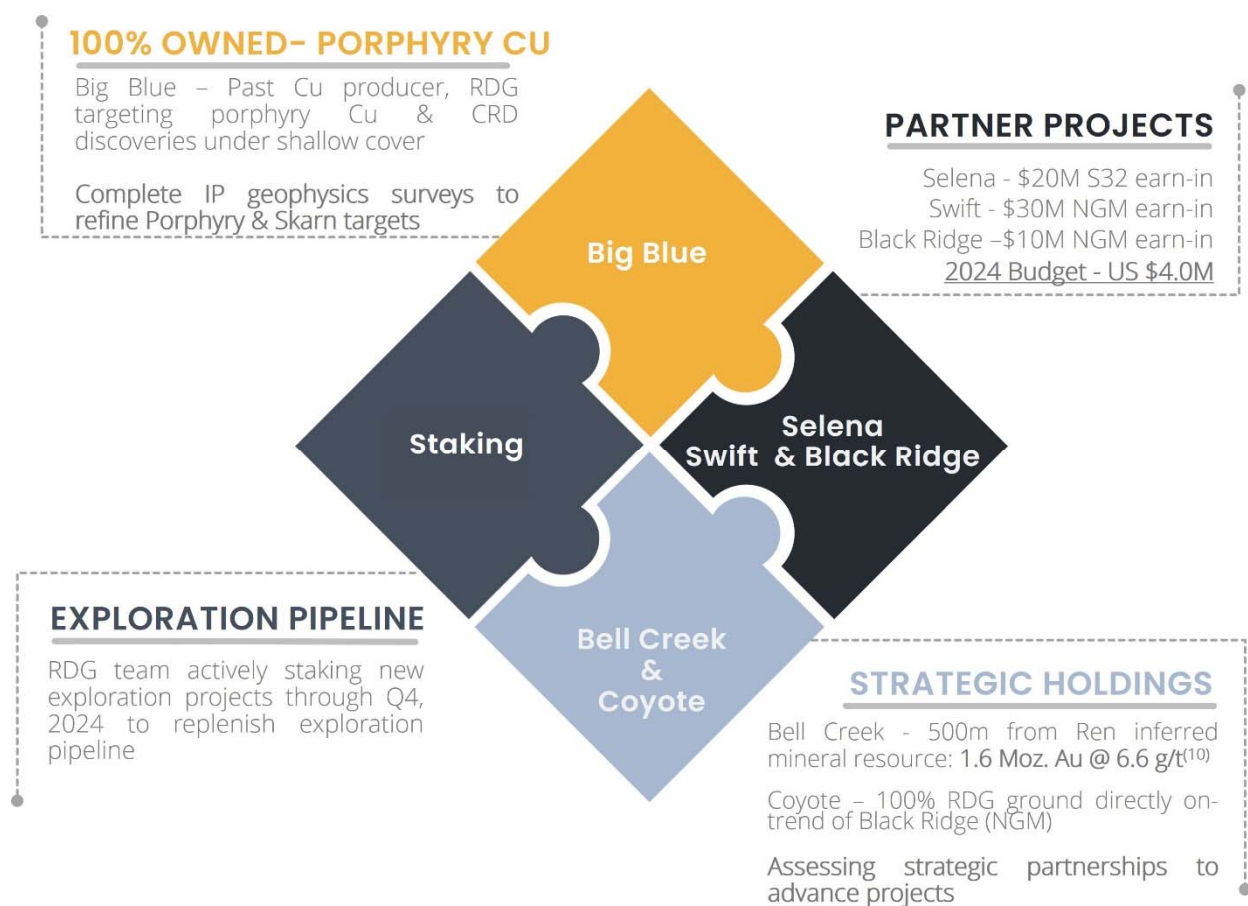 100% OWNED- PORPHYRY CU
Big Blue – Past Cu producer, RDG
targeting porphyry Cu & CRD
discoveries under shallow cover
Complete IP geophysics surveys to
refine Porphyry & Skarn targets
PARTNER PROJECTS
Selena - $20M S32 earn-in
Swift - $30M NGM earn-in
Black Ridge –$10M NGM earn-in
2024 Budget - US $4.0M
Big Blue
Staking
Selena
Swift & Black Ridge
Bell Creek
&
Coyote
EXPLORATION PIPELINE
RDG team actively staking new
exploration projects through Q4,
2024 to replenish exploration
pipeline
STRATEGIC HOLDINGS
Bell Creek - 500m from Ren inferred
mineral resource: 1.6 Moz. Au @ 6.6 g/t(10)
Coyote – 100% RDG ground directly on-
trend of Black Ridge (NGM)
Assessing strategic partnerships to
advance projects